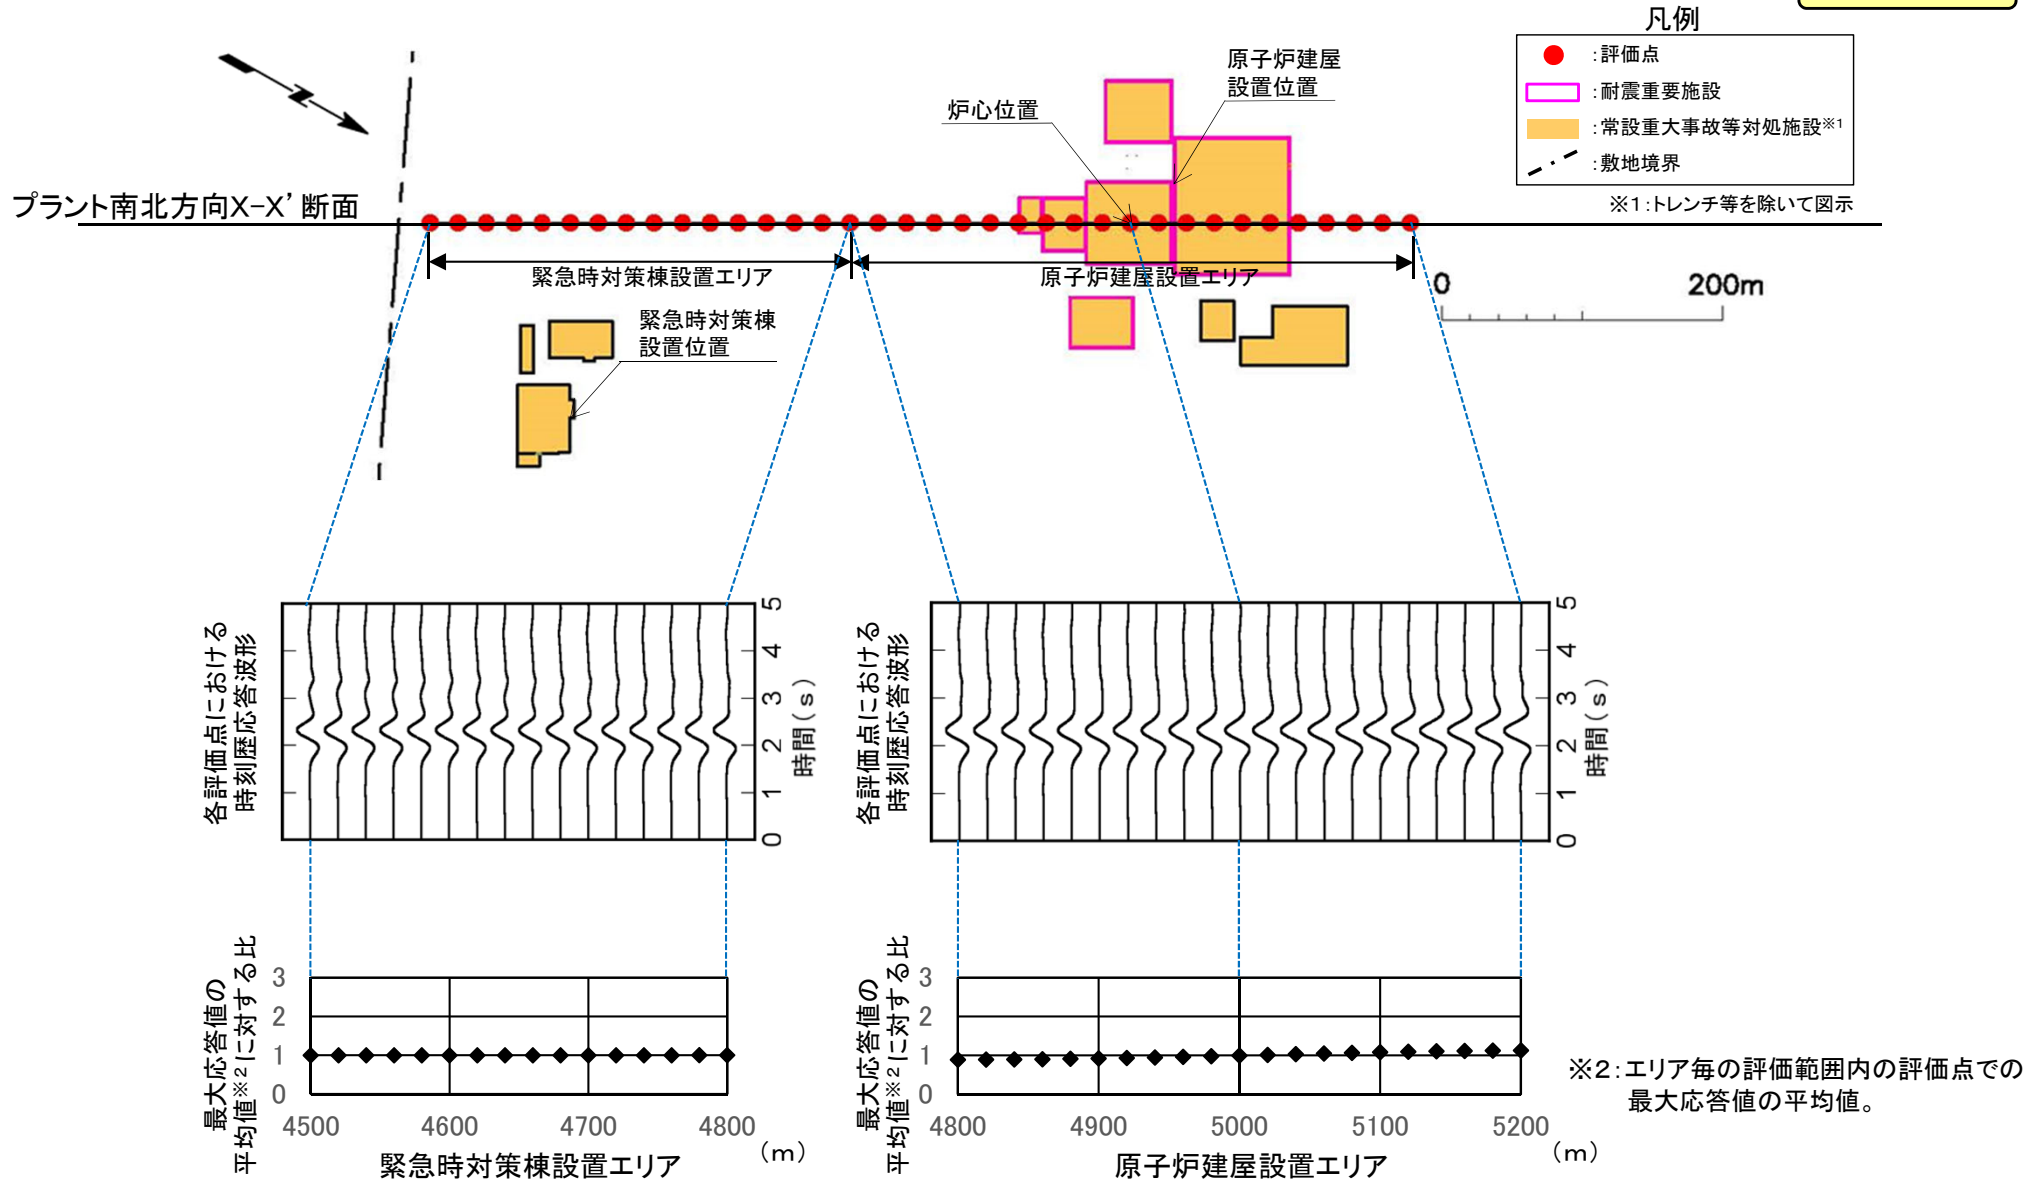 凡例
:評価点
:耐震重要施設
:常設重大事故等対処施設※1
:敷地境界
※1:トレンチ等を除いて図示
原子炉建屋
設置位置
炉心位置
プラント南北方向X-X’断面
緊急時対策棟設置エリア
原子炉建屋設置エリア
0
200m
緊急時対策棟
設置位置
各評価点における
時刻歴応答波形
5
4
3
2
1
0
時間(s)
各評価点における
時刻歴応答波形
5
4
3
2
1
0
時間(s)
最大応答値の
平均値※2に対する比
3
2
1
0
4500 4600 4700 4800
(m)
緊急時対策棟設置エリア
最大応答値の
平均値※2に対する比
3
2
1
0
4800 4900 5000 5100 5200
(m)
原子炉建屋設置エリア
※2:エリア毎の評価範囲内の評価点での
最大応答値の平均値。